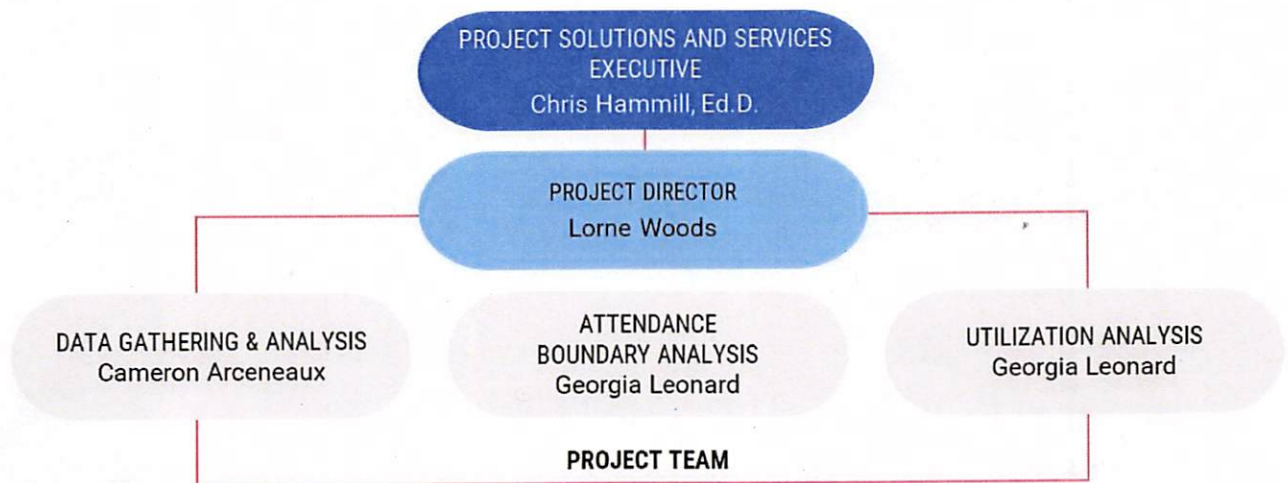 PROJECT SOLUTIONS AND SERVICES
EXECUTIVE
Chris Hammill, Ed.D.
PROJECT DIRECTOR
Lorne Woods
DATA GATHERING & ANALYSIS
Cameron Arceneaux
ATTENDANCE
BOUNDARY ANALYSIS
Georgia Leonard
UTILIZATION ANALYSIS
Georgia Leonard
PROJECT TEAM